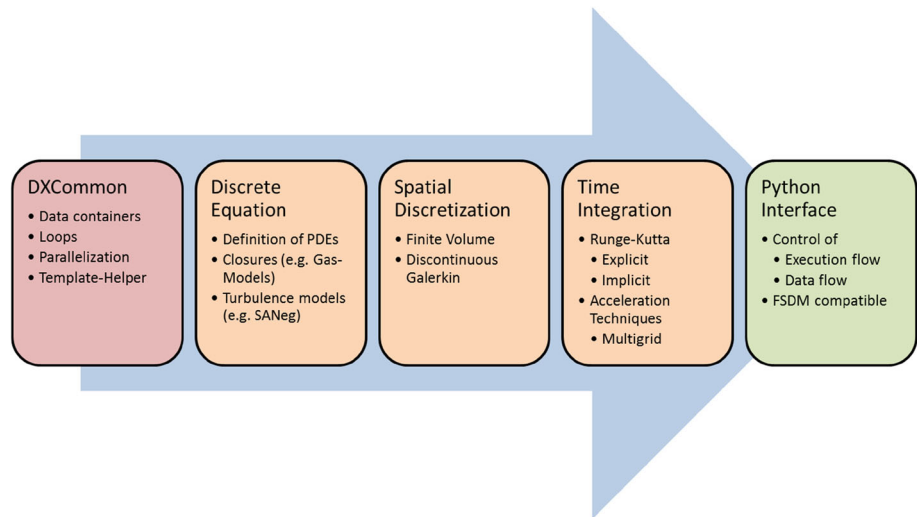 DXCommon
• Data containers
• Loops
• Parallelization
• Template-Helper
Discrete
Equation
• Definition of PDEs
• Closures (e.g. Gas-
Models)
• Turbulence models
(e.g. SANeg)
Spatial
Discretization
• Finite Volume
• Discontinuous
Galerkin
Time
Integration
• Runge-Kutta
• Explicit
• Implicit
• Acceleration
Techniques
• Multigrid
Python
Interface
• Control of
• Execution flow
• Data flow
• FSDM compatible